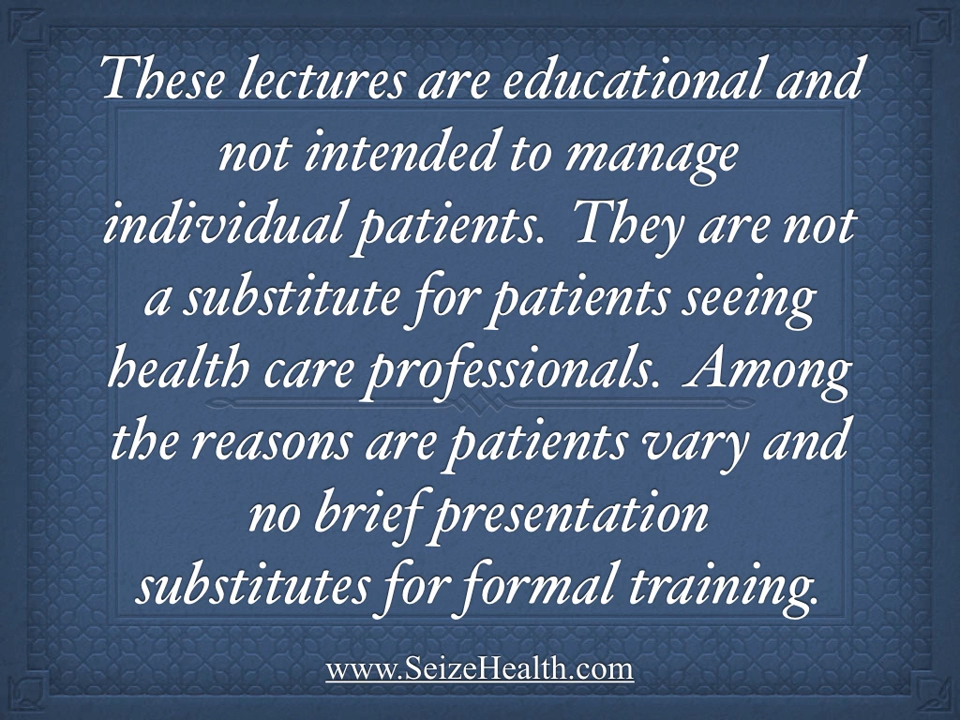 These lectures are educational and
not intended to manage
individual patients.  They are not
a substitute for patients seeing
health care professionals.  Among
the reasons are patients vary and
no brief presentation
substitutes for formal training.
www.SeizeHealth.com